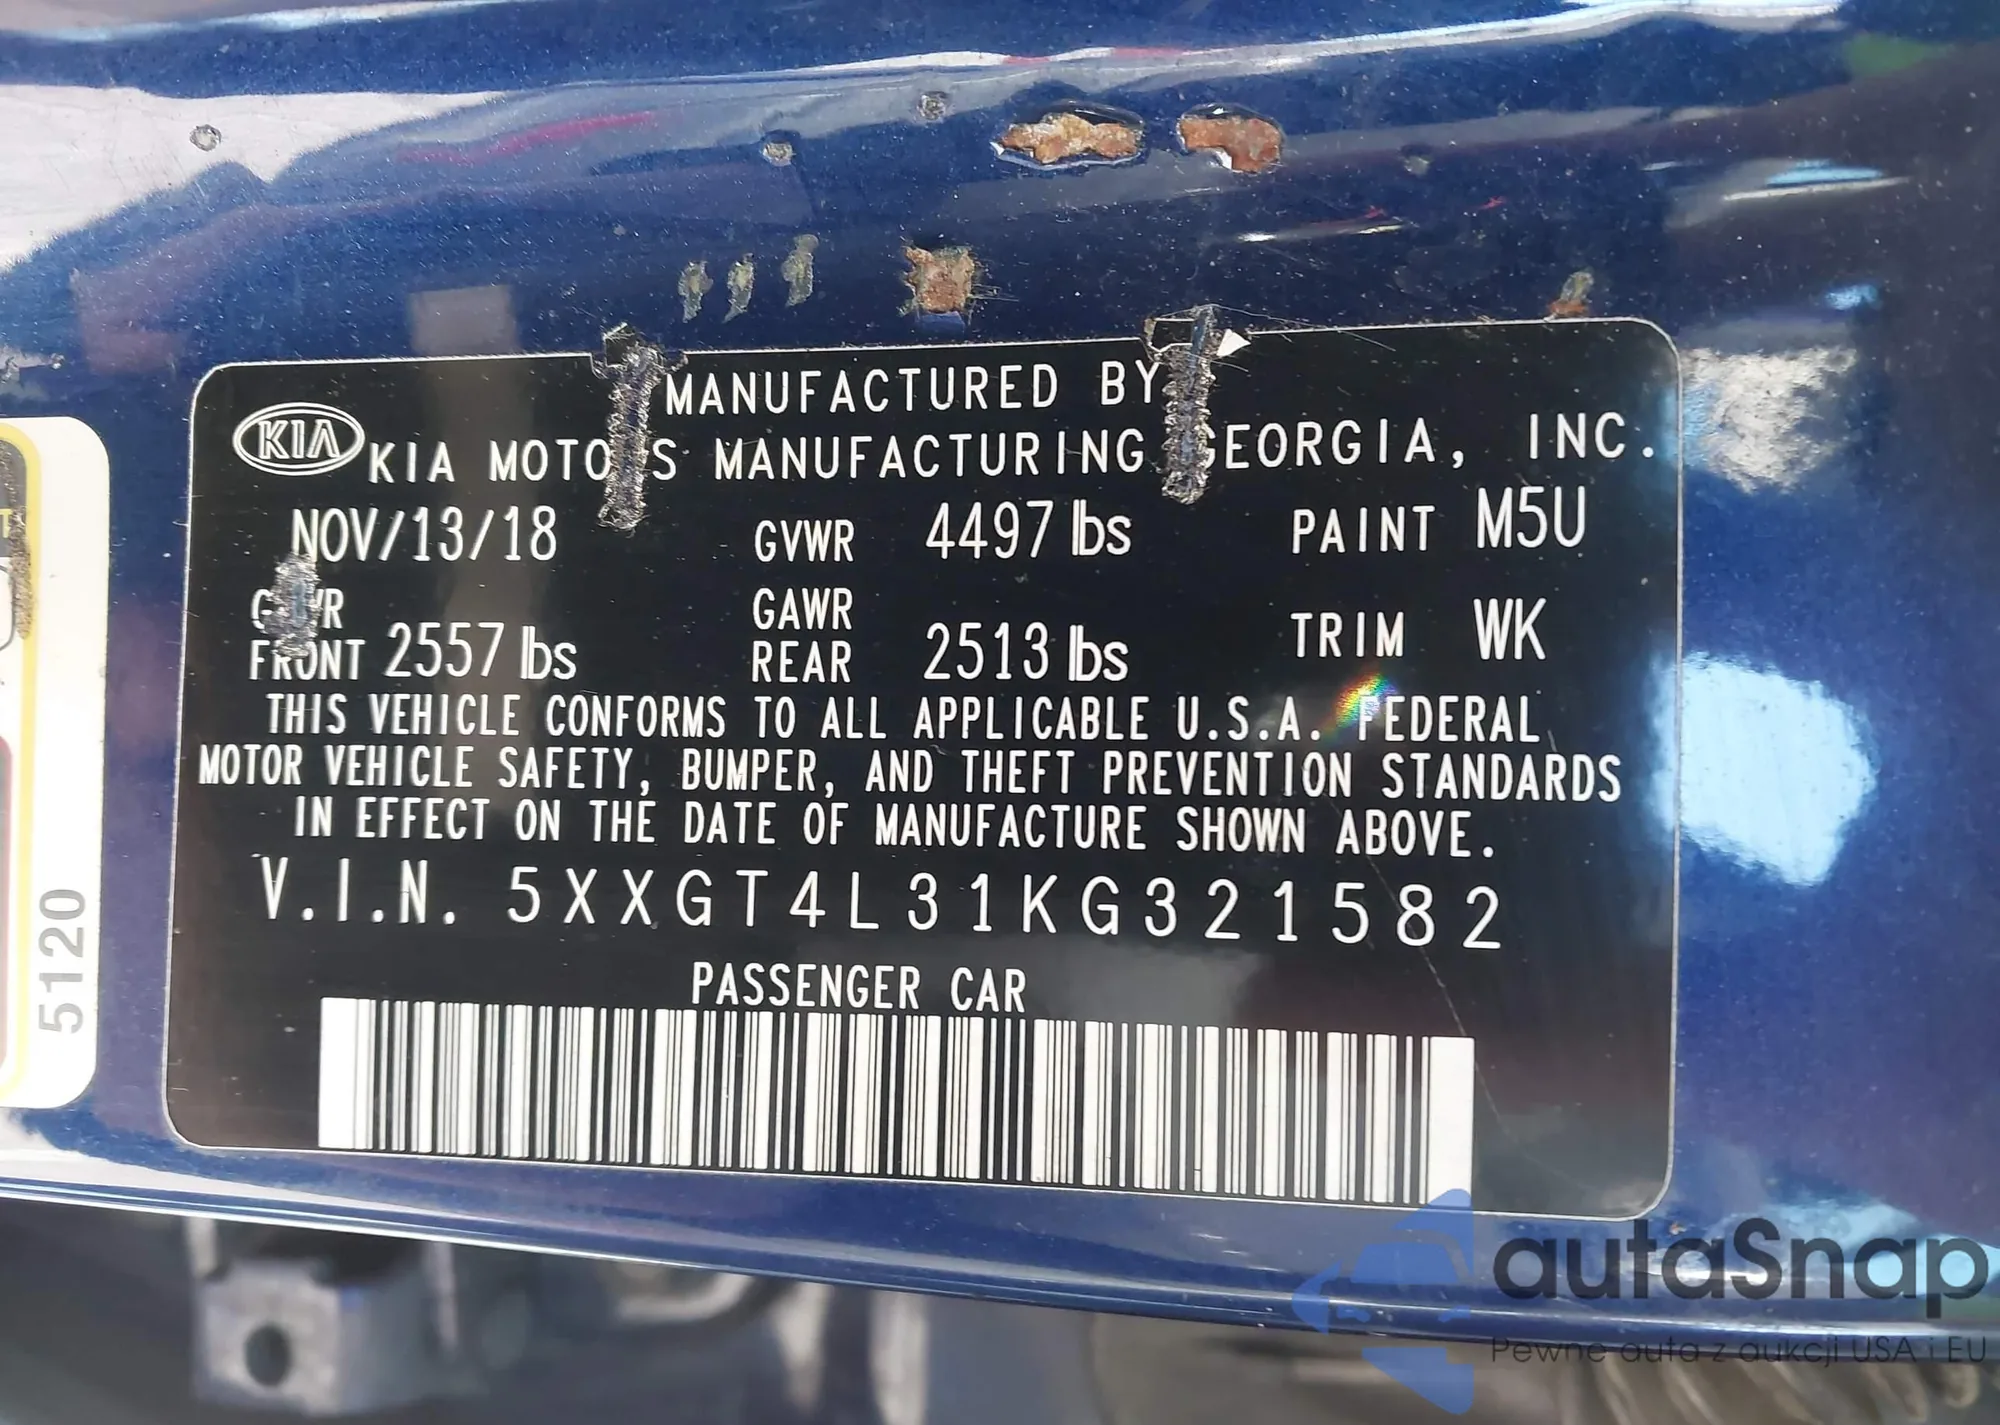 MANUFACTURED BY
KIA KIA MOTORS MANUFACTURING GEORGIA, INC.
NOV/13/18 GVWR 4497 lbs PAINT M5U
GAWR FRONT 2557 lbs GAWR REAR 2513 lbs TRIM WK
THIS VEHICLE CONFORMS TO ALL APPLICABLE U.S.A. FEDERAL
MOTOR VEHICLE SAFETY, BUMPER, AND THEFT PREVENTION STANDARDS
IN EFFECT ON THE DATE OF MANUFACTURE SHOWN ABOVE.
V.I.N. 5XXGT4L31KG321582
PASSENGER CAR
5120
autaSnap
Pewne auta z aukcji USA i EU